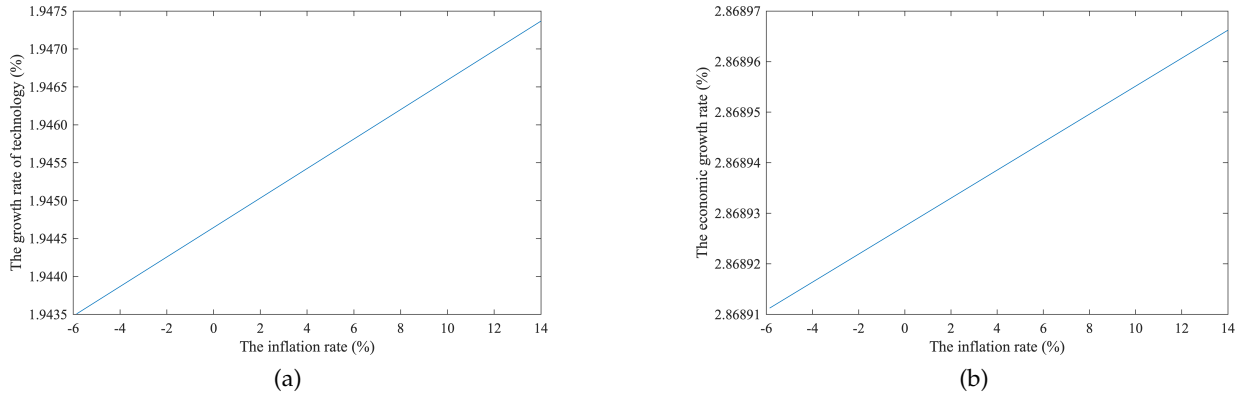 1.9475
1.9470
1.9465
1.9460
1.9455
1.9450
1.9445
1.9440
1.9435
The growth rate of technology (%)
-6 -4 -2 0 2 4 6 8 10 12 14
The inflation rate (%)
(a)
2.86897
2.86896
2.86895
2.86894
2.86893
2.86892
2.86891
The economic growth rate (%)
-6 -4 -2 0 2 4 6 8 10 12 14
The inflation rate (%)
(b)